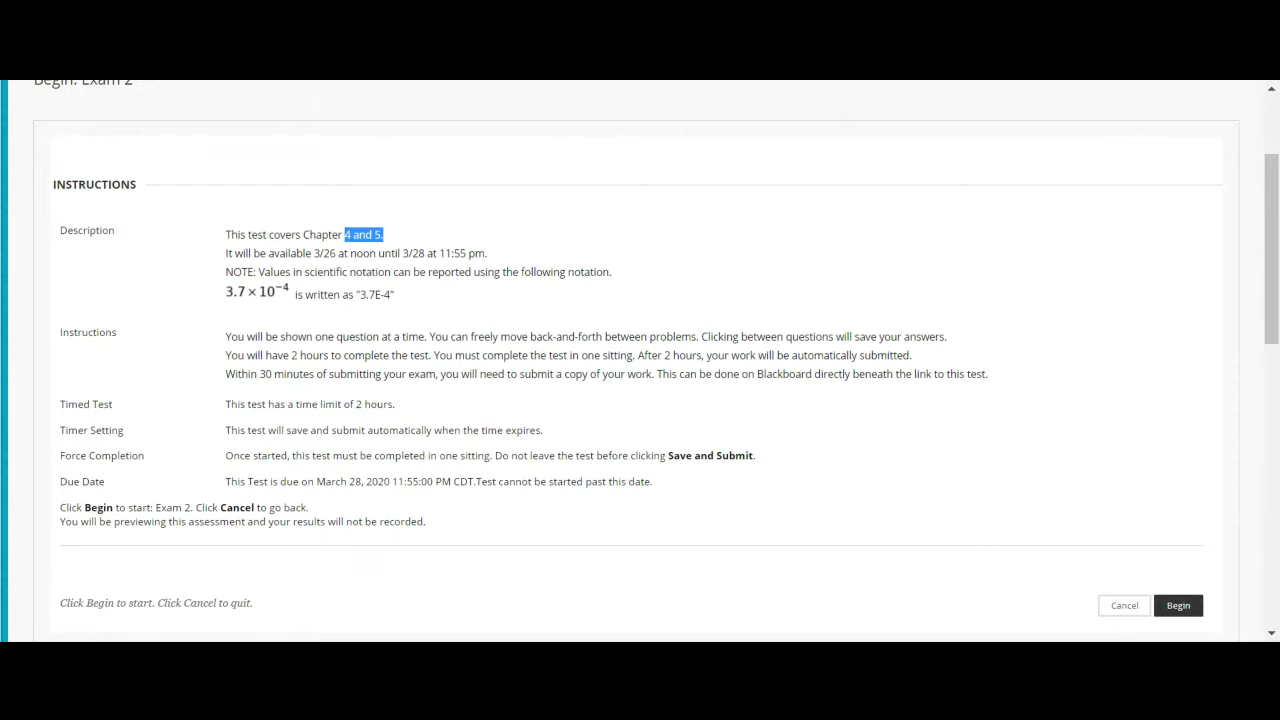 Begin: Exam 2
INSTRUCTIONS
Description
This test covers Chapter 4 and 5.
It will be available 3/26 at noon until 3/28 at 11:55 pm.
NOTE: Values in scientific notation can be reported using the following notation.
3.7×10⁻⁴ is written as "3.7E-4"
Instructions
You will be shown one question at a time. You can freely move back-and-forth between problems. Clicking between questions will save your answers.
You will have 2 hours to complete the test. You must complete the test in one sitting. After 2 hours, your work will be automatically submitted.
Within 30 minutes of submitting your exam, you will need to submit a copy of your work. This can be done on Blackboard directly beneath the link to this test.
Timed Test This test has a time limit of 2 hours.
Timer Setting This test will save and submit automatically when the time expires.
Force Completion Once started, this test must be completed in one sitting. Do not leave the test before clicking Save and Submit.
Due Date This Test is due on March 28, 2020 11:55:00 PM CDT.Test cannot be started past this date.
Click Begin to start: Exam 2. Click Cancel to go back.
You will be previewing this assessment and your results will not be recorded.
Click Begin to start. Click Cancel to quit.
Cancel Begin